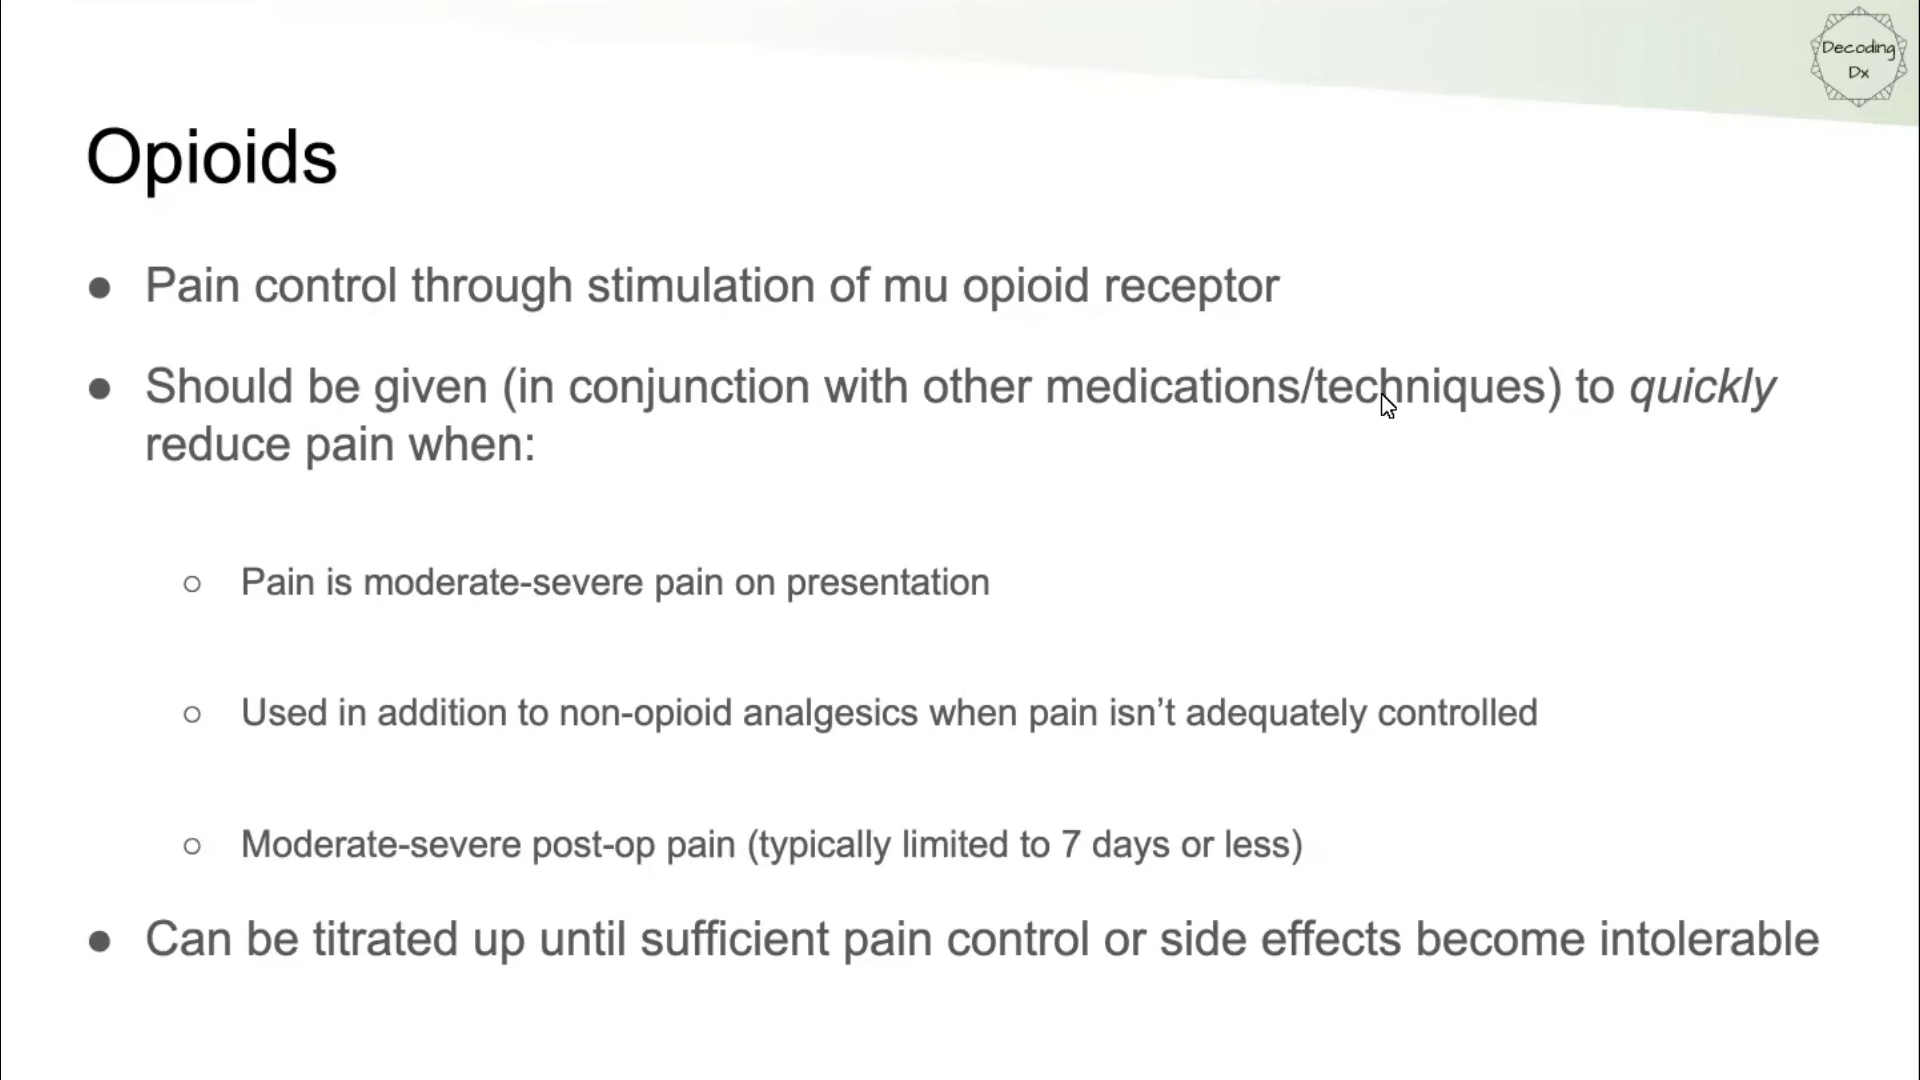 Decoding
Dx
Opioids
● Pain control through stimulation of mu opioid receptor
● Should be given (in conjunction with other medications/techniques) to quickly
reduce pain when:
○ Pain is moderate-severe pain on presentation
○ Used in addition to non-opioid analgesics when pain isn’t adequately controlled
○ Moderate-severe post-op pain (typically limited to 7 days or less)
● Can be titrated up until sufficient pain control or side effects become intolerable